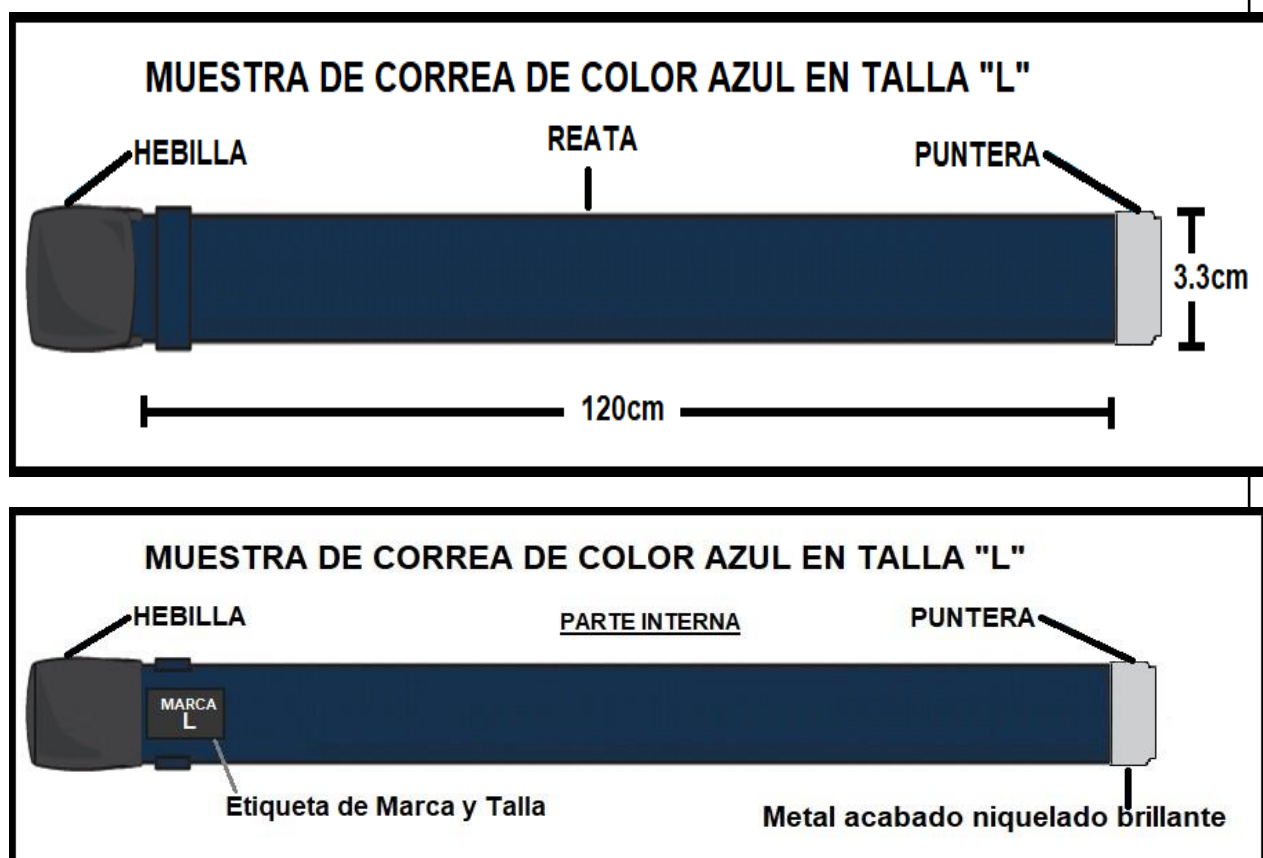 MUESTRA DE CORREA DE COLOR AZUL EN TALLA "L"
HEBILLA
REATA
PUNTERA
3.3cm
120cm
MUESTRA DE CORREA DE COLOR AZUL EN TALLA "L"
HEBILLA
PARTE INTERNA
PUNTERA
MARCA
L
Etiqueta de Marca y Talla
Metal acabado niquelado brillante